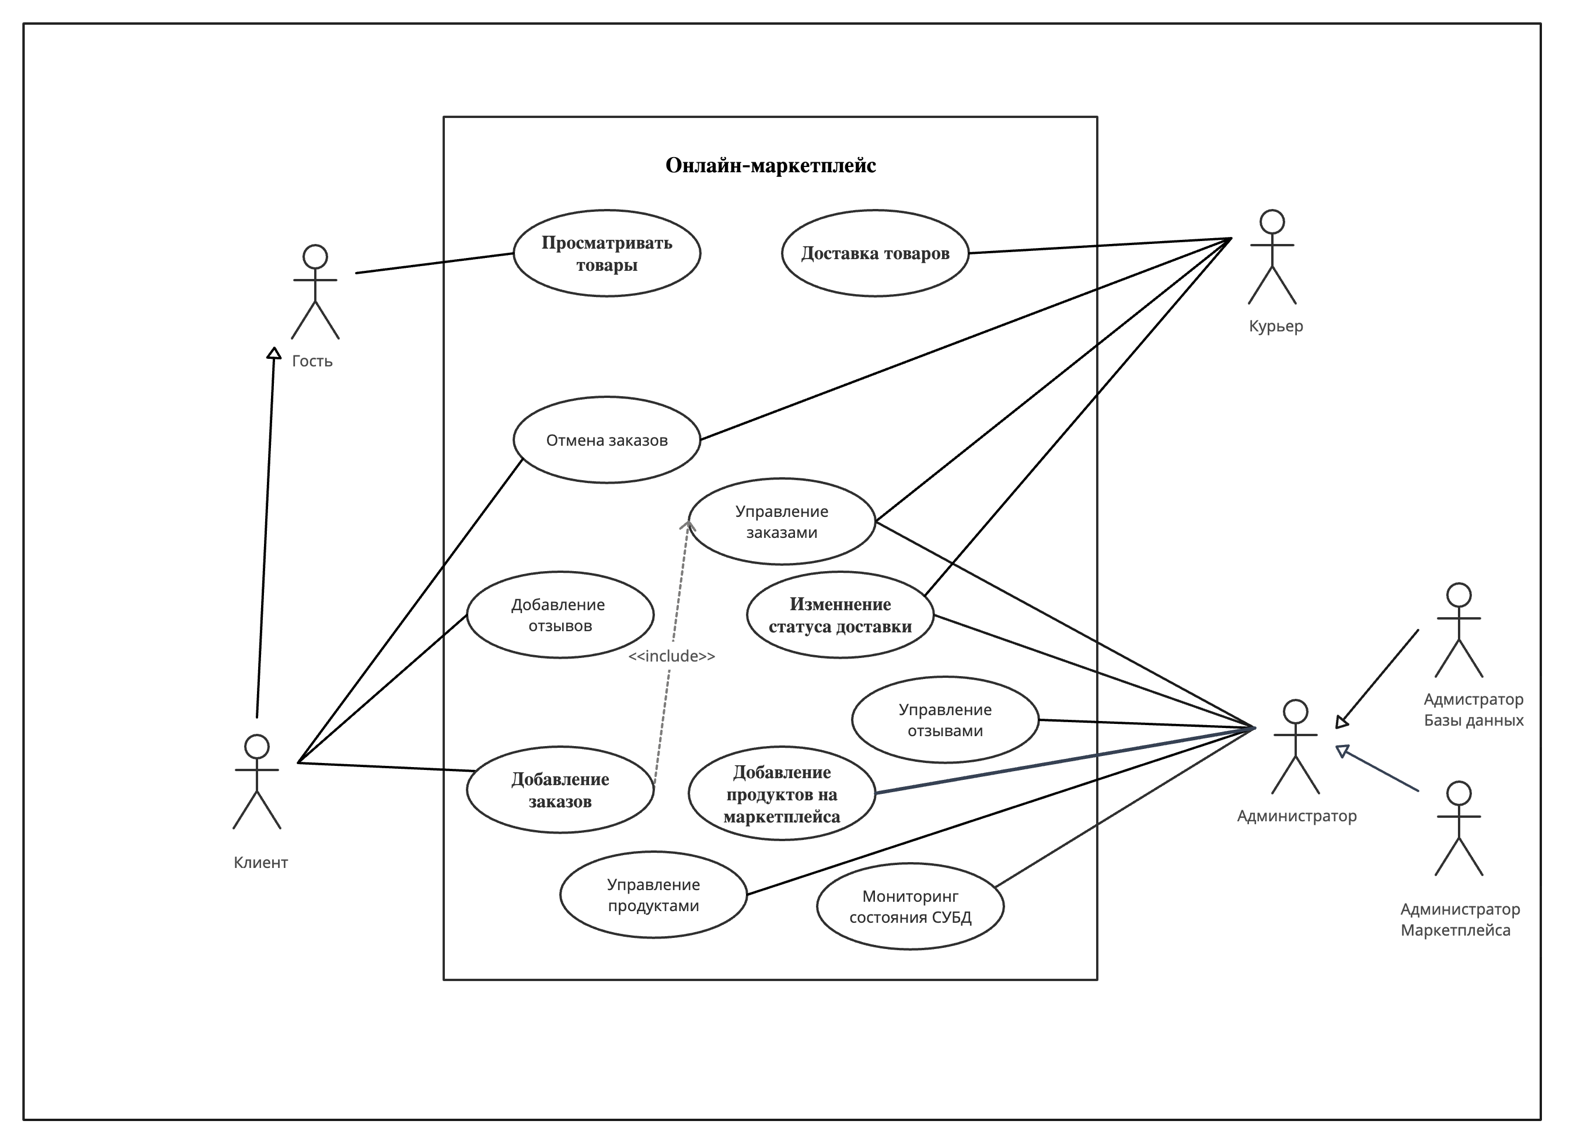 Онлайн-маркетплейс
Просматривать
товары
Доставка товаров
Курьер
Гость
Отмена заказов
Управление
заказами
Добавление
отзывов
Изменнение
статуса доставки
<<include>>
Адмистратор
Базы данных
Управление
отзывами
Добавление
заказов
Добавление
продуктов на
маркетплейса
Администратор
Клиент
Управление
продуктами
Мониторинг
состояния СУБД
Администратор
Маркетплейса